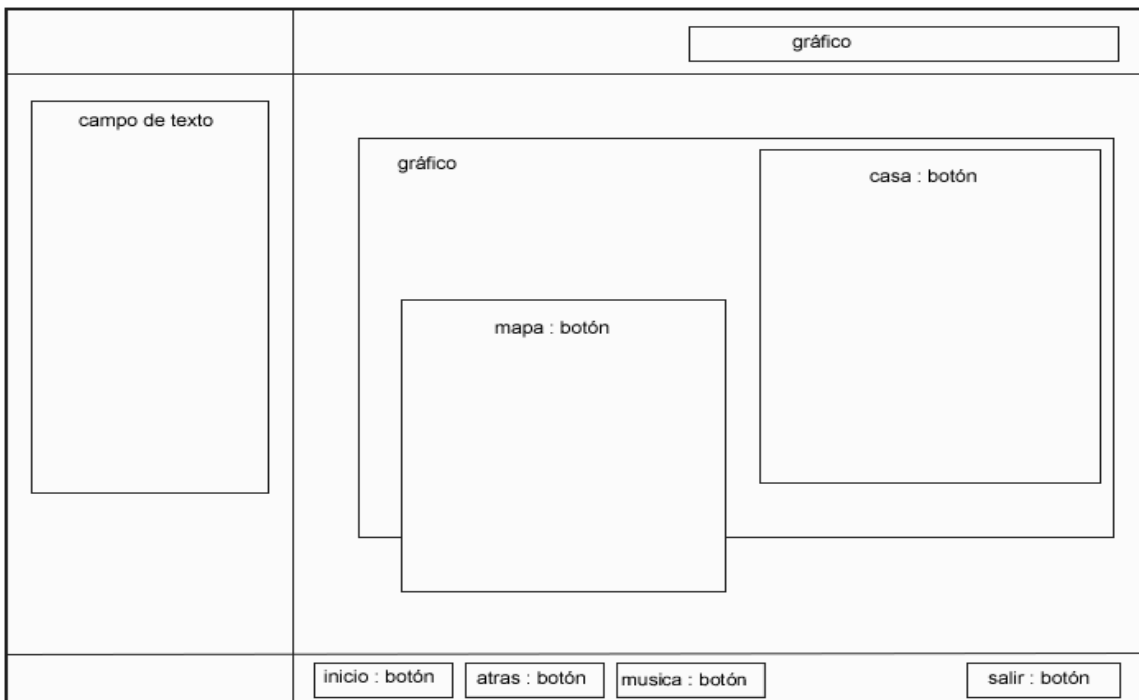 gráfico
campo de texto
gráfico
casa : botón
mapa : botón
inicio : botón
atras : botón
musica : botón
salir : botón